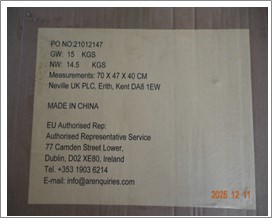 PO NO:21012147
GW: 15 KGS
NW: 14.5 KGS
Measurements: 70 X 47 X 40 CM
Neville UK PLC, Erith, Kent DA8 1EW
MADE IN CHINA
EU Authorised Rep:
Authorised Representative Service
77 Camden Street Lower,
Dublin, D02 XE80, Ireland
Tel. +353 1903 6214
E-mail: info@arenquiries.com
2025 12 11